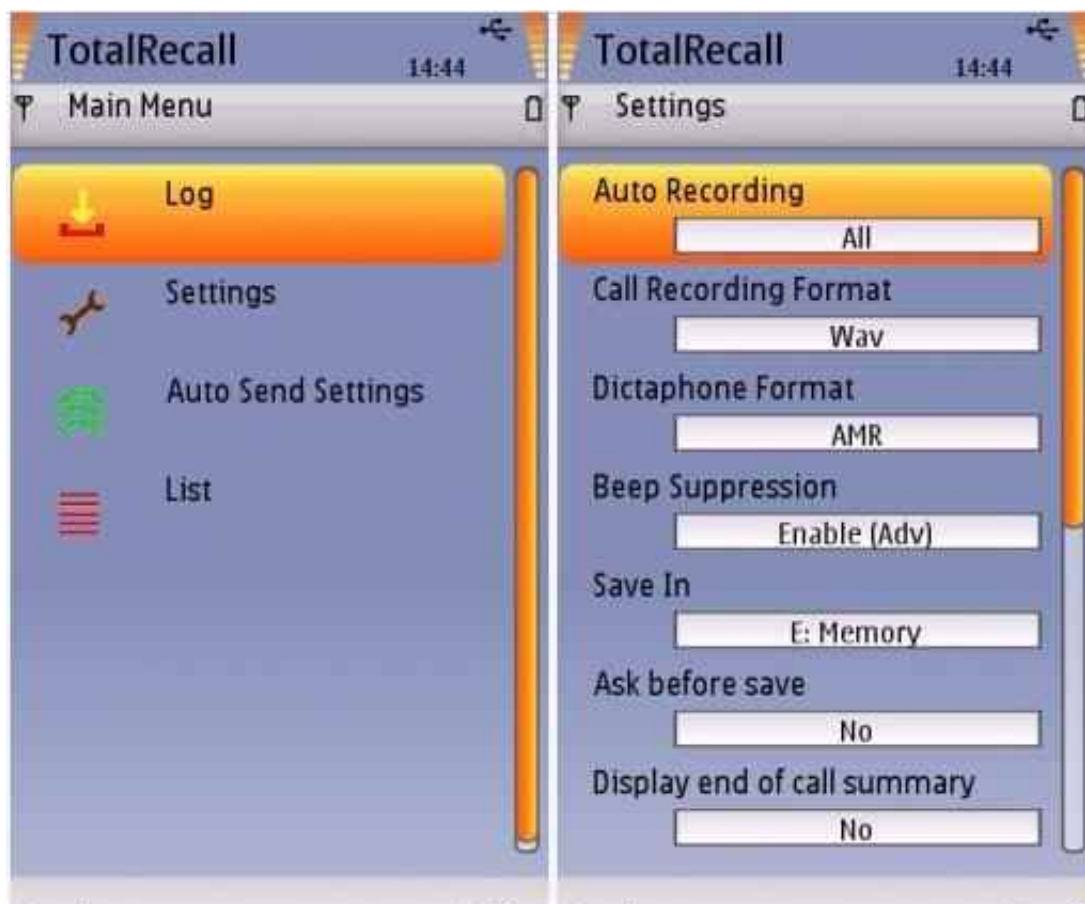 TotalRecall
14:44
Main Menu
Log
Settings
Auto Send Settings
List
TotalRecall
14:44
Settings
Auto Recording
All
Call Recording Format
Wav
Dictaphone Format
AMR
Beep Suppression
Enable (Adv)
Save In
E: Memory
Ask before save
No
Display end of call summary
No